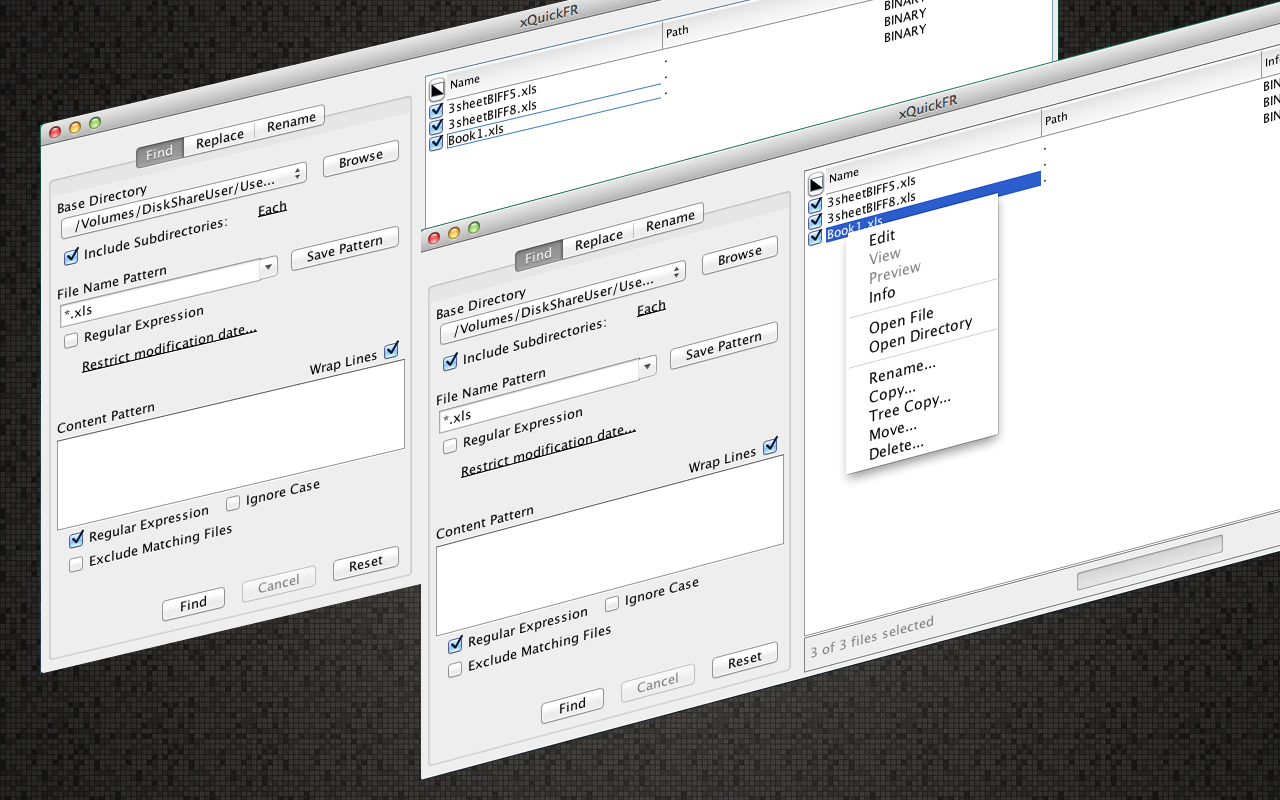 xQuickFR
Find
Replace
Rename
Base Directory
/Volumes/DiskShareUser/Use...
Browse
Include Subdirectories:
Each
File Name Pattern
*.xls
Save Pattern
Regular Expression
Restrict modification date...
Wrap Lines
Content Pattern
Regular Expression
Ignore Case
Exclude Matching Files
Find
Cancel
Reset
Name
Path
3sheetBIFF5.xls
.
BINARY
3sheetBIFF8.xls
.
BINARY
Book1.xls
.
BINARY
xQuickFR
Find
Replace
Rename
Base Directory
/Volumes/DiskShareUser/Use...
Browse
Include Subdirectories:
Each
File Name Pattern
*.xls
Save Pattern
Regular Expression
Restrict modification date...
Wrap Lines
Content Pattern
Regular Expression
Ignore Case
Exclude Matching Files
Find
Cancel
Reset
Name
Path
Inf
3sheetBIFF5.xls
.
BIN
3sheetBIFF8.xls
.
BIN
Book1.xls
.
BIN
Edit
View
Preview
Info
Open File
Open Directory
Rename...
Copy...
Tree Copy...
Move...
Delete...
3 of 3 files selected